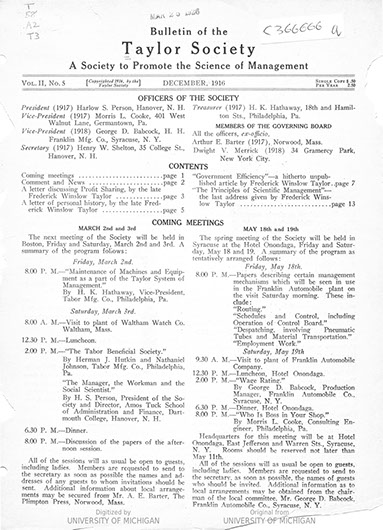 T
A2
T3
MAR 20 1936
C366666
Bulletin of the
Taylor Society
A Society to Promote the Science of Management
VOL. II, No. 5
[Copyrighted 1916, by the Taylor Society]
DECEMBER, 1916
SINGLE COPY $ .50
PER YEAR 2.50
OFFICERS OF THE SOCIETY
President (1917) Harlow S. Person, Hanover, N. H.
Vice-President (1917) Morris L. Cooke, 401 West
Walnut Lane, Germantown, Pa.
Vice-President (1918) George D. Babcock, H. H.
Franklin Mfg. Co., Syracuse, N. Y.
Secretary (1917) Henry W. Shelton, 35 College St.,
Hanover, N. H.
Treasurer (1917) H. K. Hathaway, 18th and Hamil-
ton Sts., Philadelphia, Pa.
MEMBERS OF THE GOVERNING BOARD
All the officers, ex-officio.
Arthur E. Barter (1917), Norwood, Mass.
Dwight V. Merrick (1918) 34 Gramercy Park,
New York City.
CONTENTS
Coming meetings page 1
Comment and News page 2
A letter discussing Profit Sharing, by the late
Frederick Winslow Taylor page 3
A letter of personal history, by the late Fred-
erick Winslow Taylor page 5
"Government Efficiency"—a hitherto unpub-
lished article by Frederick Winslow Taylor. page 7
"The Principles of Scientific Management"—
the last address given by Frederick Wins-
low Taylor page 13
COMING MEETINGS
MARCH 2nd and 3rd
The next meeting of the Society will be held in
Boston, Friday and Saturday, March 2nd and 3rd. A
summary of the program follows:
Friday, March 2nd.
8.00 P. M.—"Maintenance of Machines and Equip-
ment as a part of the Taylor System of
Management."
By H. K. Hathaway, Vice-President,
Tabor Mfg. Co., Philadelphia, Pa.
Saturday, March 3rd.
8.00 A. M.—Visit to plant of Waltham Watch Co.
Waltham, Mass.
12.30 P. M.—Luncheon.
2.00 P. M.—"The Tabor Beneficial Society."
By Herman J. Hutkin and Nathaniel
Johnson, Tabor Mfg. Co., Philadelphia,
Pa.
"The Manager, the Workman and the
Social Scientist."
By H. S. Person, President of the So-
ciety and Director, Amos Tuck School
of Administration and Finance, Dart-
mouth College, Hanover, N. H.
6.30 P. M.—Dinner.
8.00 P. M.—Discussion of the papers of the after-
noon session.
All of the sessions will as usual be open to guests,
including ladies. Members are requested to send to
the secretary as soon as possible the names and ad-
dresses of any guests to whom invitations should be
sent. Additional information about local arrange-
ments may be secured from Mr. A. E. Barter, The
Plimpton Press, Norwood, Mass.
MAY 18th and 19th
The spring meeting of the Society will be held in
Syracuse at the Hotel Onondaga, Friday and Satur-
day, May 18 and 19. A summary of the program as
tentatively arranged follows:
Friday, May 18th.
8.00 P. M.—Papers describing certain management
mechanisms which will be seen in use
in the Franklin Automobile plant on
the visit Saturday morning. These in-
clude:
"Routing."
"Schedules and Control, including
Operation of Control Board."
"Despatching, involving Pneumatic
Tubes and Material Transportation."
"Employment Work."
Saturday, May 19th
9.30 A. M.—Visit to plant of Franklin Automobile
Company.
12.30 P. M.—Luncheon, Hotel Onondaga.
2.00 P. M.—"Wage Rating."
By George D. Babcock, Production
Manager, Franklin Automobile Co.,
Syracuse, N. Y.
6.30 P. M.—Dinner, Hotel Onondaga.
8.00 P. M.—"Who Is Boss in Your Shop."
By Morris L. Cooke, Consulting En-
gineer, Philadelphia, Pa.
Headquarters for this meeting will be at Hotel
Onondaga, East Jefferson and Warren Sts., Syracuse,
N. Y. Rooms should be reserved not later than
May 11th.
All of the sessions will as usual be open to guests,
including ladies. Members are requested to send to
the secretary, as soon as possible, the names of guests
who should be invited. Additional information as to
local arrangements may be obtained from the chair-
man of the local committee, Mr. George D. Babcock,
Franklin Automobile Co., Syracuse, N. Y.
Digitized by
UNIVERSITY OF MICHIGAN
Original from
UNIVERSITY OF MICHIGAN